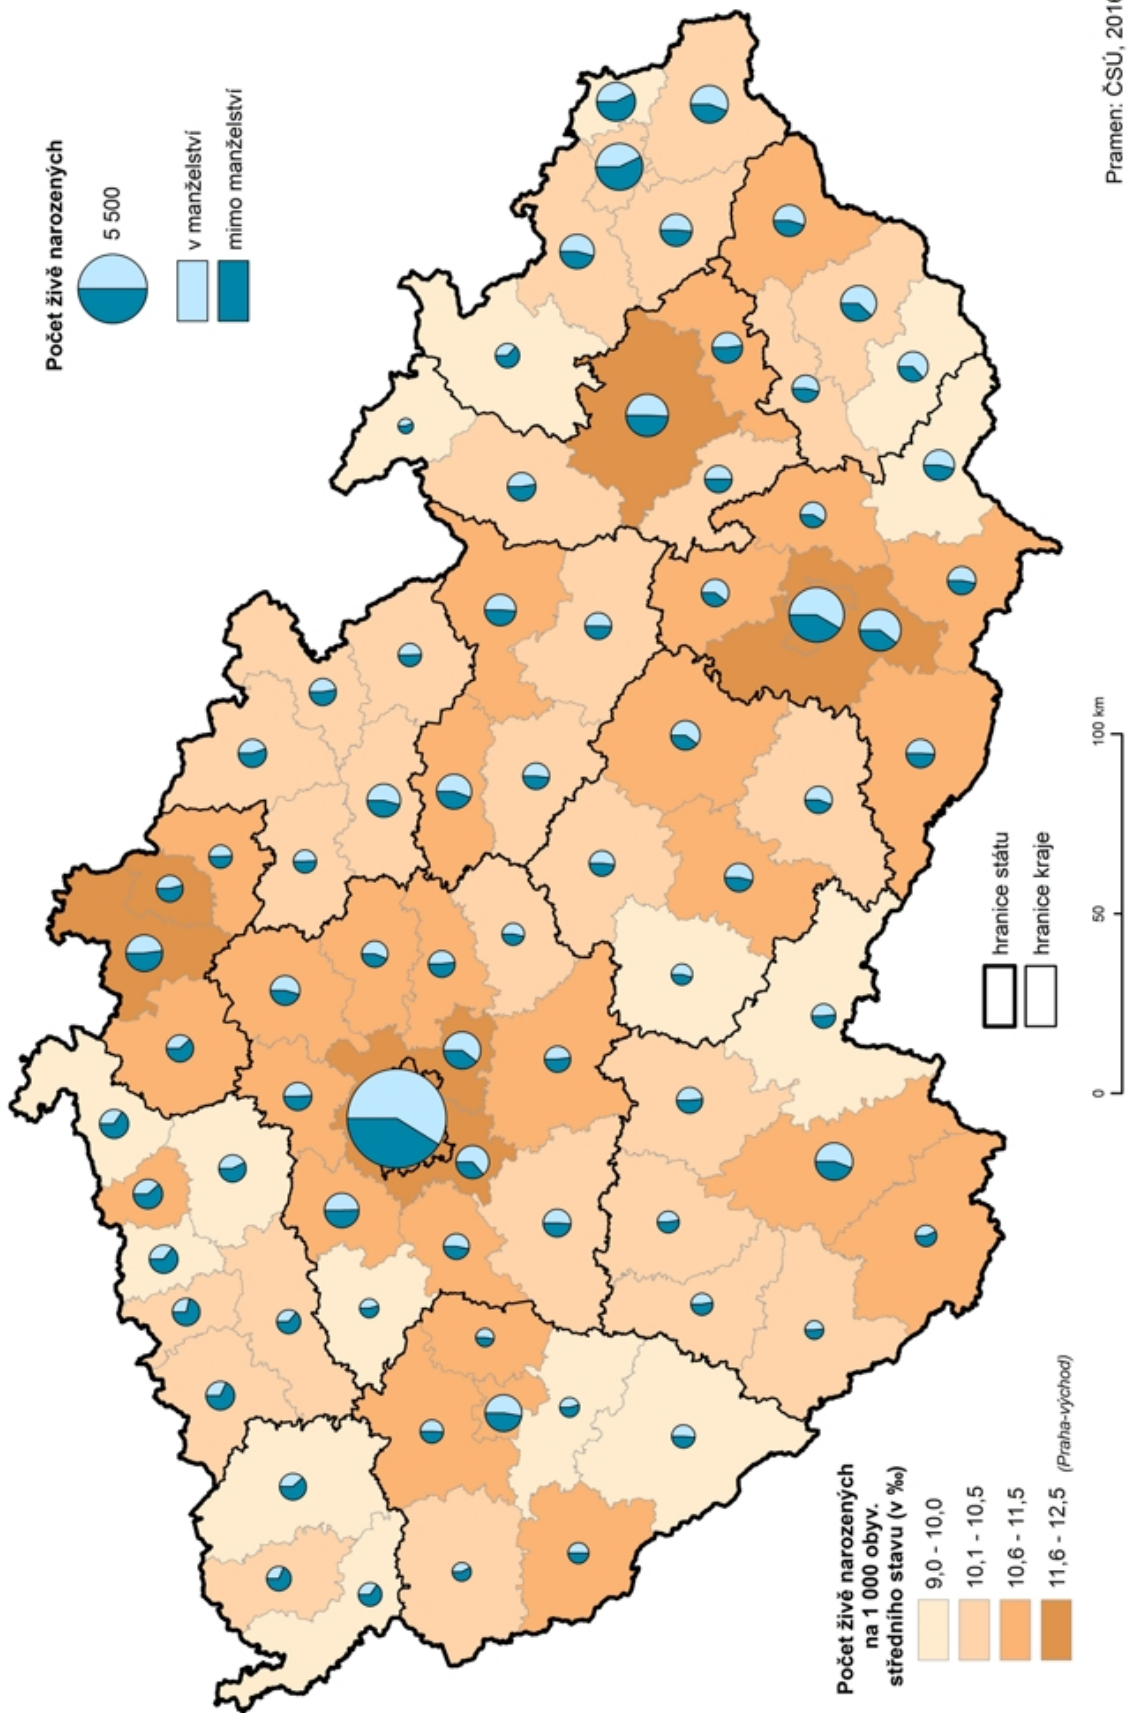 Počet živě narozených
5 500
v manželství
mimo manželství
Počet živě narozených
na 1 000 obyv.
středního stavu (v ‰)
9,0 - 10,0
10,1 - 10,5
10,6 - 11,5
11,6 - 12,5 (Praha-východ)
hranice státu
hranice kraje
0 50 100 km
Pramen: ČSÚ, 2016